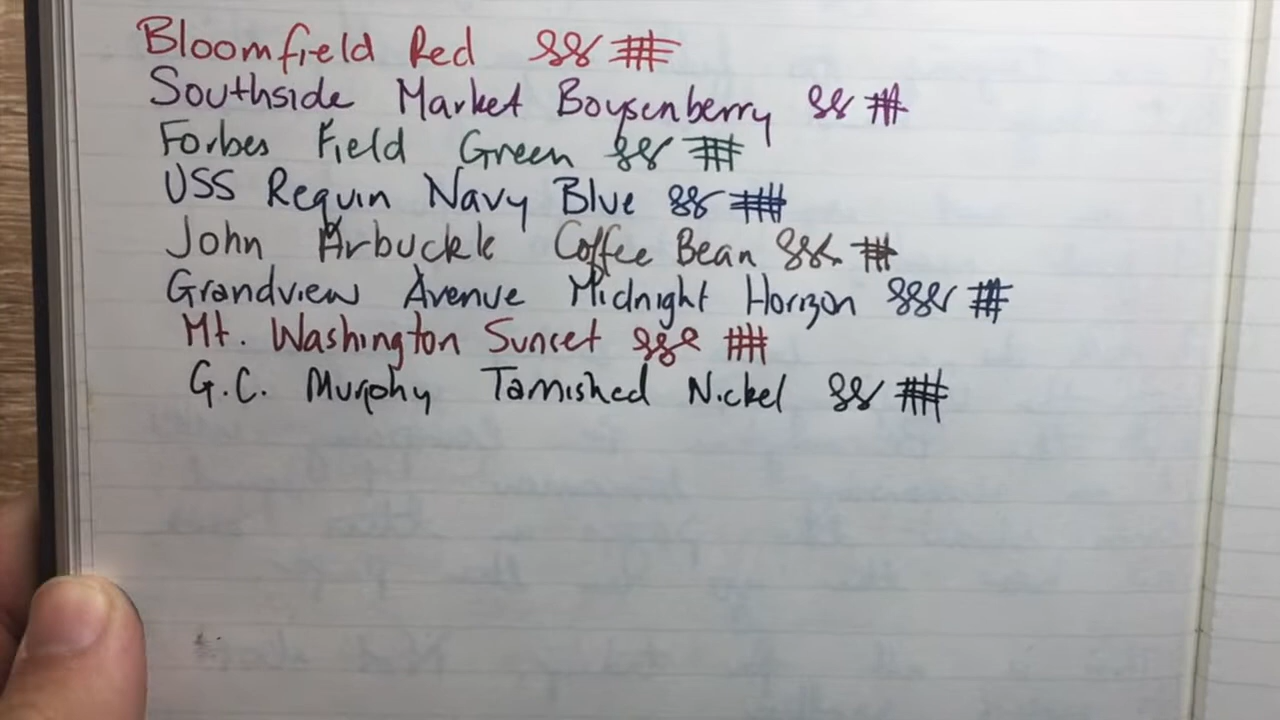 Bloomfield Red
Southside Market Boysenberry
Forbes Field Green
USS Requin Navy Blue
John Arbuckle Coffee Bean
Grandview Avenue Midnight Horizon
Mt. Washington Sunset
G.C. Murphy Tarnished Nickel